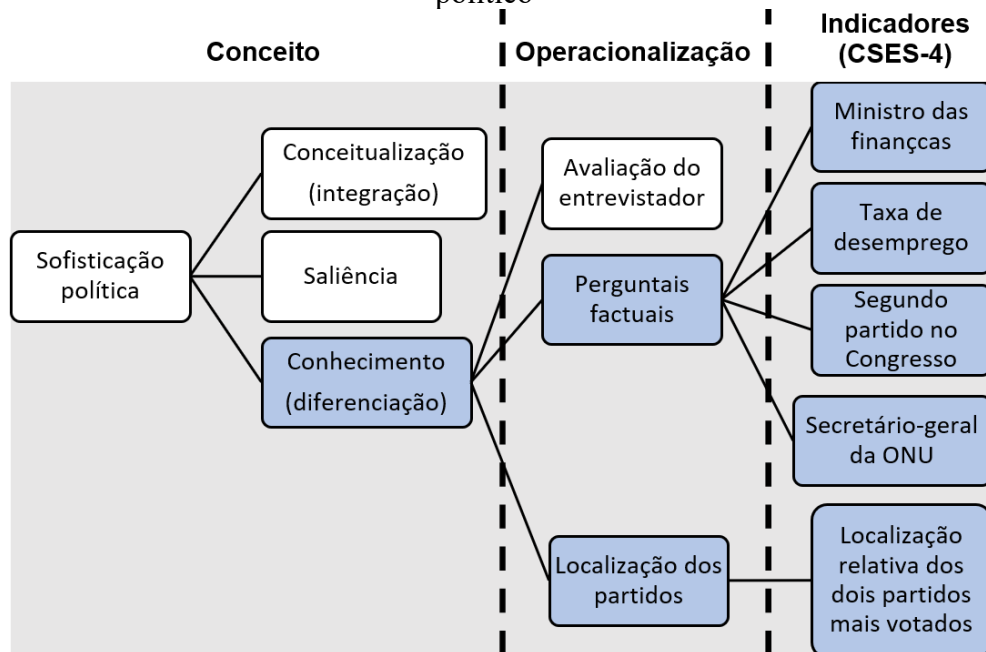 político
Conceito
Operacionalização
Indicadores
(CSES-4)
Sofisticação
política
Conceitualização
(integração)
Saliência
Conhecimento
(diferenciação)
Avaliação do
entrevistador
Perguntais
factuais
Localização dos
partidos
Ministro das
finançcas
Taxa de
desemprego
Segundo
partido no
Congresso
Secretário-geral
da ONU
Localização
relativa dos
dois partidos
mais votados